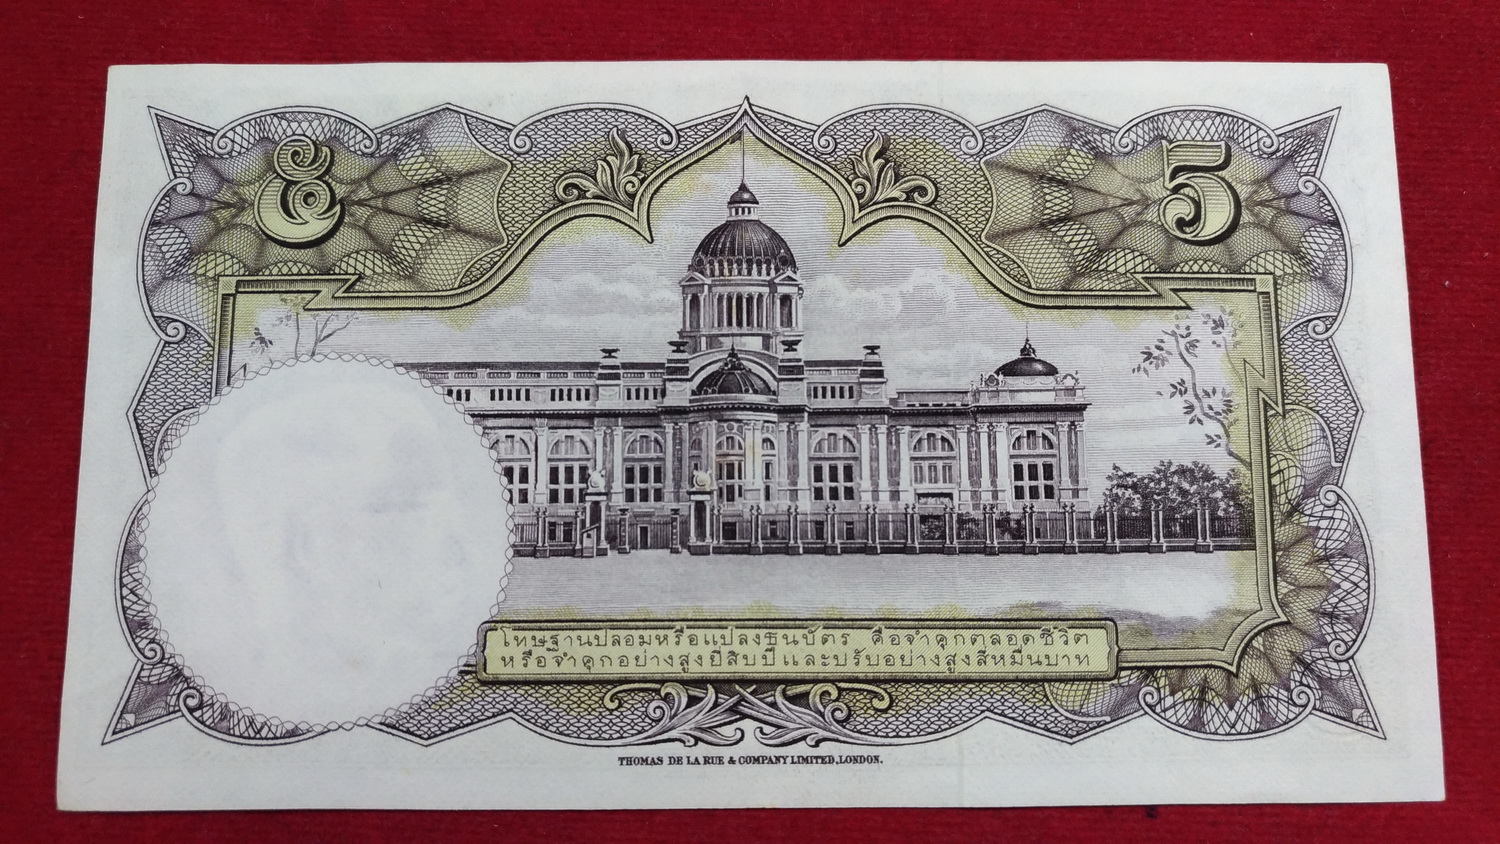 ๕ 5
โทษฐานปลอมหรือแปลงธนบัตร คือจำคุกตลอดชีวิต
หรือจำคุกอย่างสูงยี่สิบปีและปรับอย่างสูงสี่หมื่นบาท
THOMAS DE LA RUE & COMPANY LIMITED, LONDON.